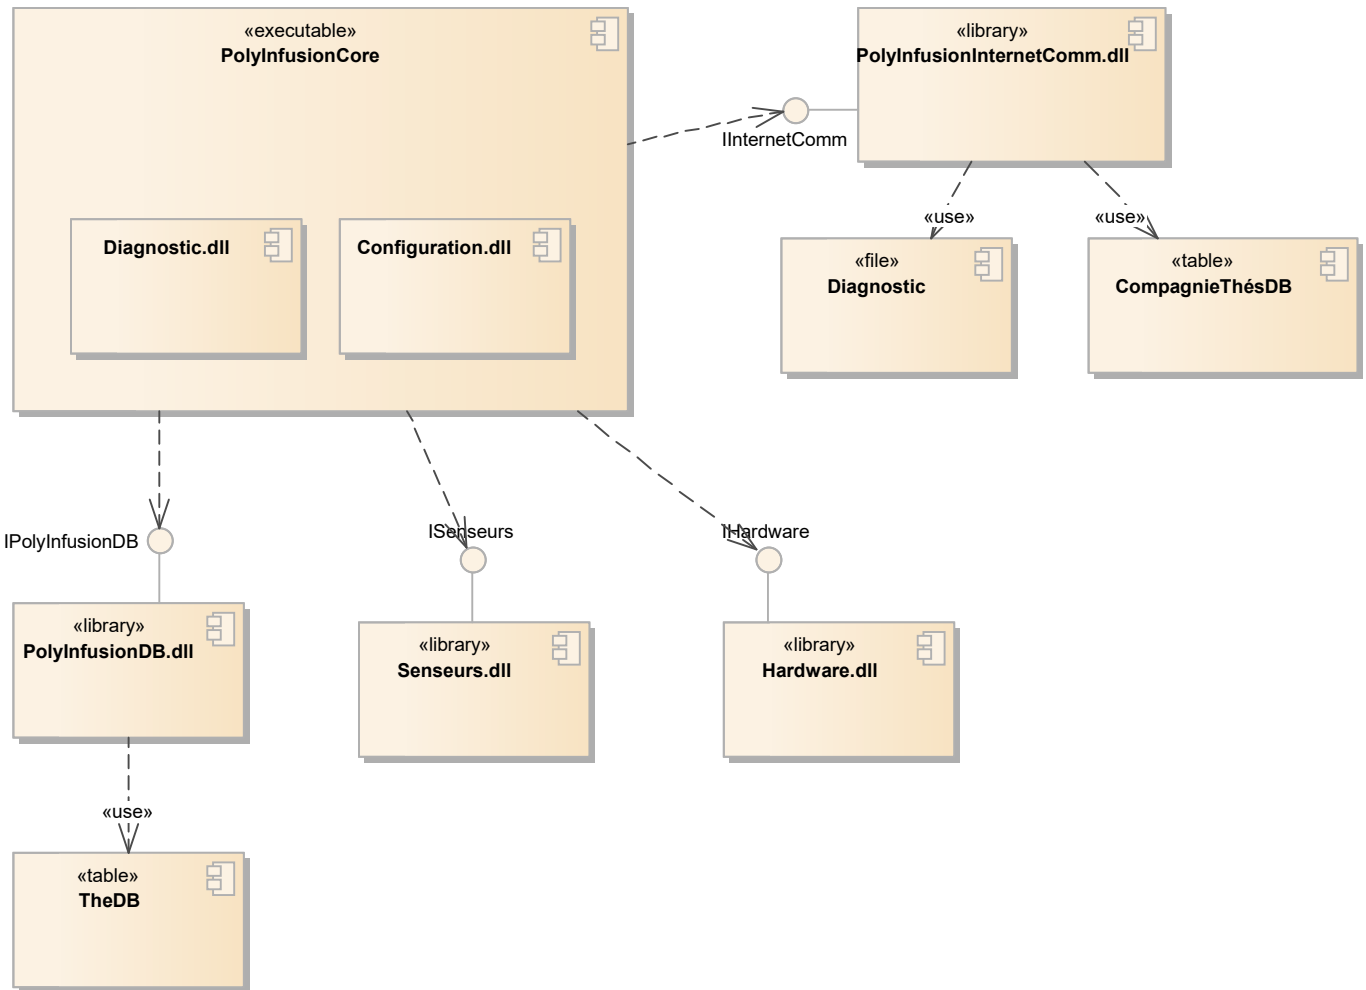 «executable»
PolyInfusionCore
«library»
PolyInfusionInternetComm.dll
IInternetComm
Diagnostic.dll
Configuration.dll
«use»
«use»
«file»
Diagnostic
«table»
CompagnieThésDB
IPolyInfusionDB
ISenseurs
IHardware
«library»
PolyInfusionDB.dll
«library»
Senseurs.dll
«library»
Hardware.dll
«use»
«table»
TheDB